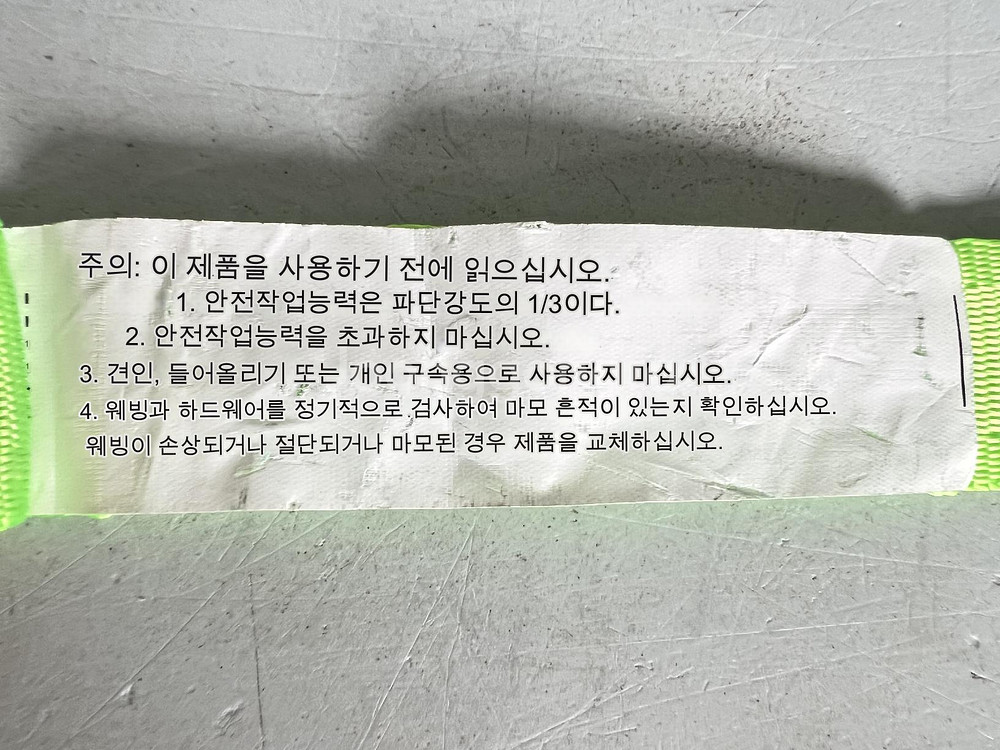 주의: 이 제품을 사용하기 전에 읽으십시오.
1. 안전작업능력은 파단강도의 1/3이다.
2. 안전작업능력을 초과하지 마십시오.
3. 견인, 들어올리기 또는 개인 구속용으로 사용하지 마십시오.
4. 웨빙과 하드웨어를 정기적으로 검사하여 마모 흔적이 있는지 확인하십시오.
웨빙이 손상되거나 절단되거나 마모된 경우 제품을 교체하십시오.